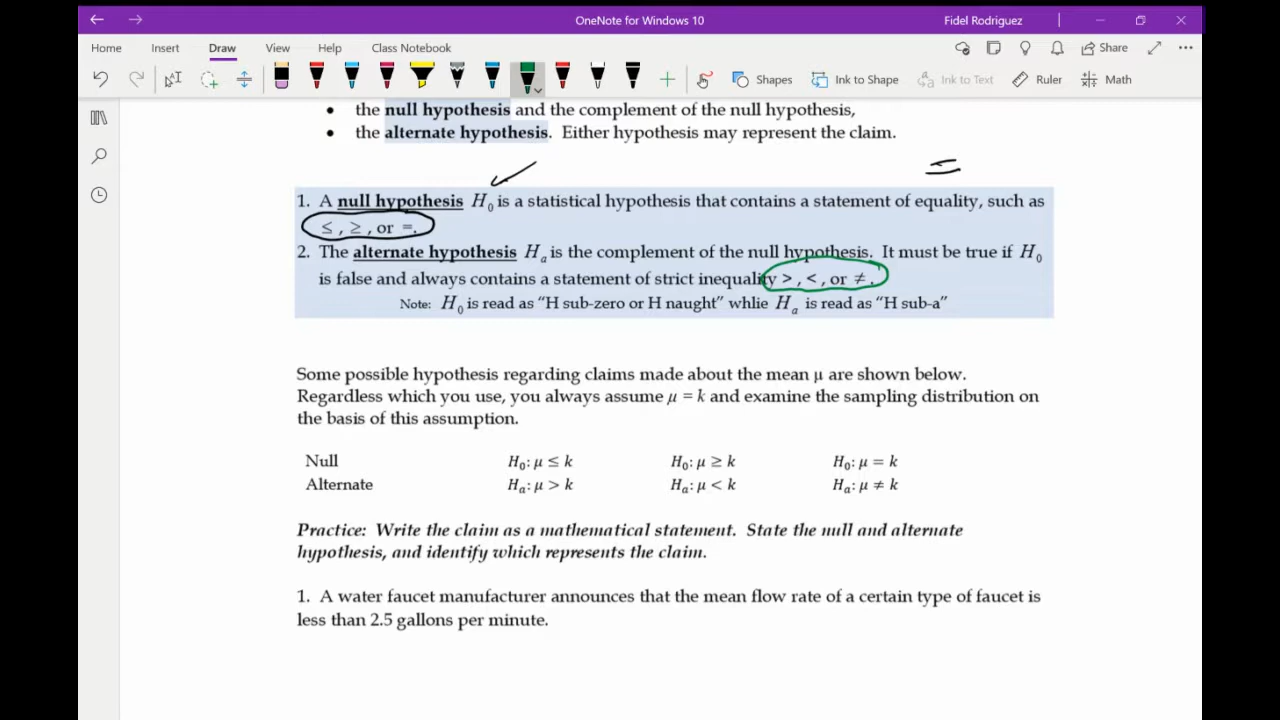 OneNote for Windows 10
Fidel Rodriguez
Home Insert Draw View Help Class Notebook Share
Shapes Ink to Shape Ink to Text Ruler Math
• the null hypothesis and the complement of the null hypothesis,
• the alternate hypothesis. Either hypothesis may represent the claim.
=
1. A null hypothesis H₀ is a statistical hypothesis that contains a statement of equality, such as
≤ , ≥ , or =.
2. The alternate hypothesis Hₐ is the complement of the null hypothesis. It must be true if H₀
is false and always contains a statement of strict inequality > , < , or ≠ .
Note: H₀ is read as “H sub-zero or H naught” whlie Hₐ is read as “H sub-a”
Some possible hypothesis regarding claims made about the mean µ are shown below.
Regardless which you use, you always assume µ = k and examine the sampling distribution on
the basis of this assumption.
Null H₀: µ ≤ k H₀: µ ≥ k H₀: µ = k
Alternate Hₐ: µ > k Hₐ: µ < k Hₐ: µ ≠ k
Practice: Write the claim as a mathematical statement. State the null and alternate
hypothesis, and identify which represents the claim.
1. A water faucet manufacturer announces that the mean flow rate of a certain type of faucet is
less than 2.5 gallons per minute.